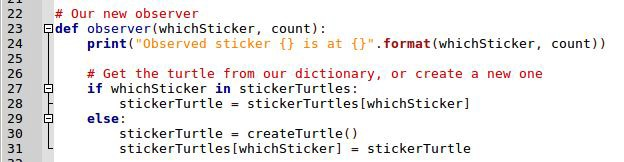 22 # Our new observer
23 def observer(whichSticker, count):
24     print("Observed sticker {} is at {}".format(whichSticker, count))
25
26     # Get the turtle from our dictionary, or create a new one
27     if whichSticker in stickerTurtles:
28         stickerTurtle = stickerTurtles[whichSticker]
29     else:
30         stickerTurtle = createTurtle()
31         stickerTurtles[whichSticker] = stickerTurtle